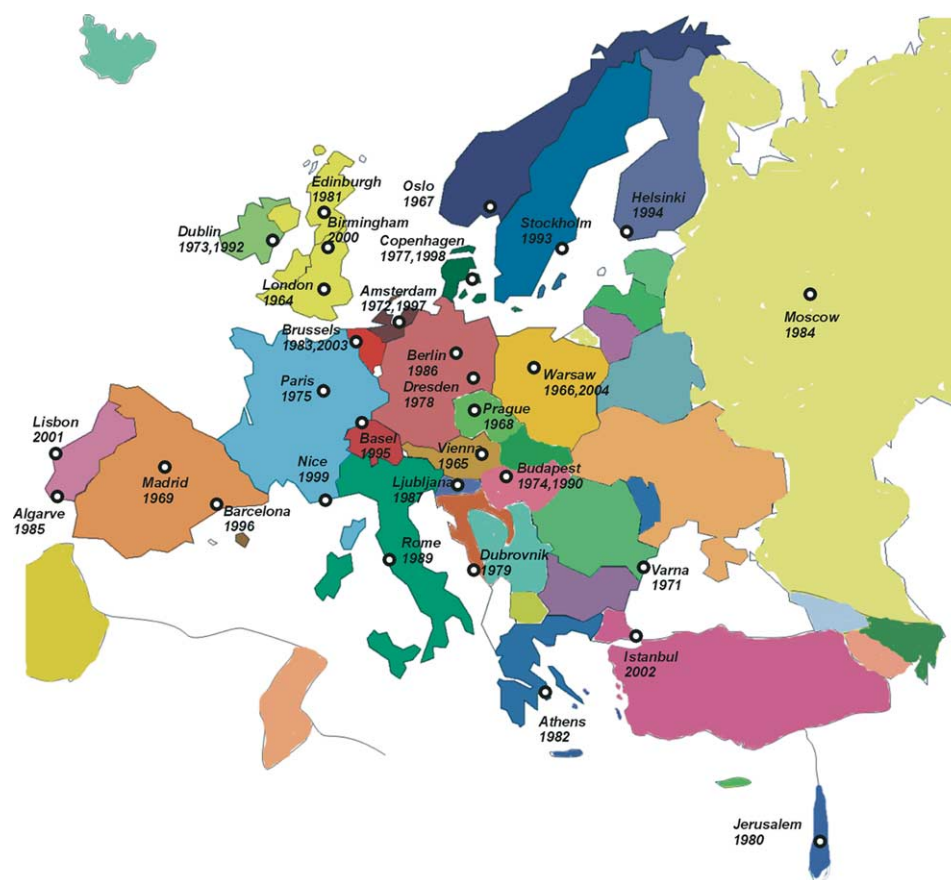 Edinburgh
1981
Oslo
1967
Helsinki
1994
Birmingham
2000
Stockholm
1993
Dublin
1973,1992
Copenhagen
1977,1998
London
1964
Amsterdam
1972,1997
Moscow
1984
Brussels
1983,2003
Berlin
1986
Warsaw
1966,2004
Paris
1975
Dresden
1978
Prague
1968
Lisbon
2001
Basel
1995
Vienna
1965
Madrid
1969
Nice
1999
Ljubljana
1987
Budapest
1974,1990
Algarve
1985
Barcelona
1996
Rome
1989
Dubrovnik
1979
Varna
1971
Istanbul
2002
Athens
1982
Jerusalem
1980